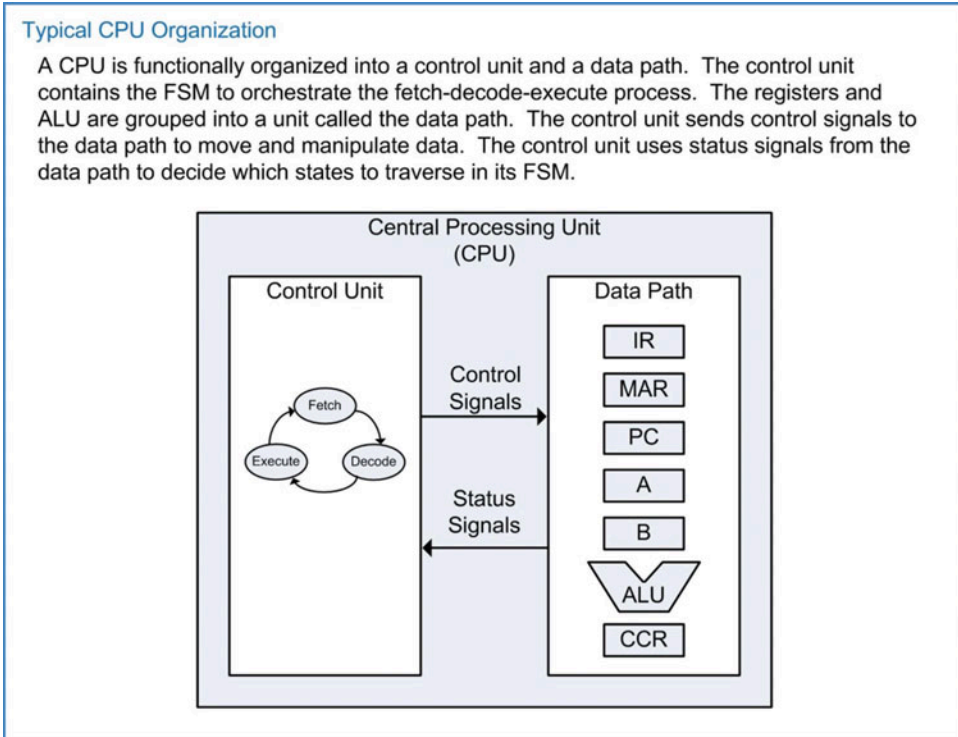 Typical CPU Organization
A CPU is functionally organized into a control unit and a data path. The control unit
contains the FSM to orchestrate the fetch-decode-execute process. The registers and
ALU are grouped into a unit called the data path. The control unit sends control signals to
the data path to move and manipulate data. The control unit uses status signals from the
data path to decide which states to traverse in its FSM.
Central Processing Unit
(CPU)
Control Unit
Fetch
Execute
Decode
Control
Signals
Status
Signals
Data Path
IR
MAR
PC
A
B
ALU
CCR